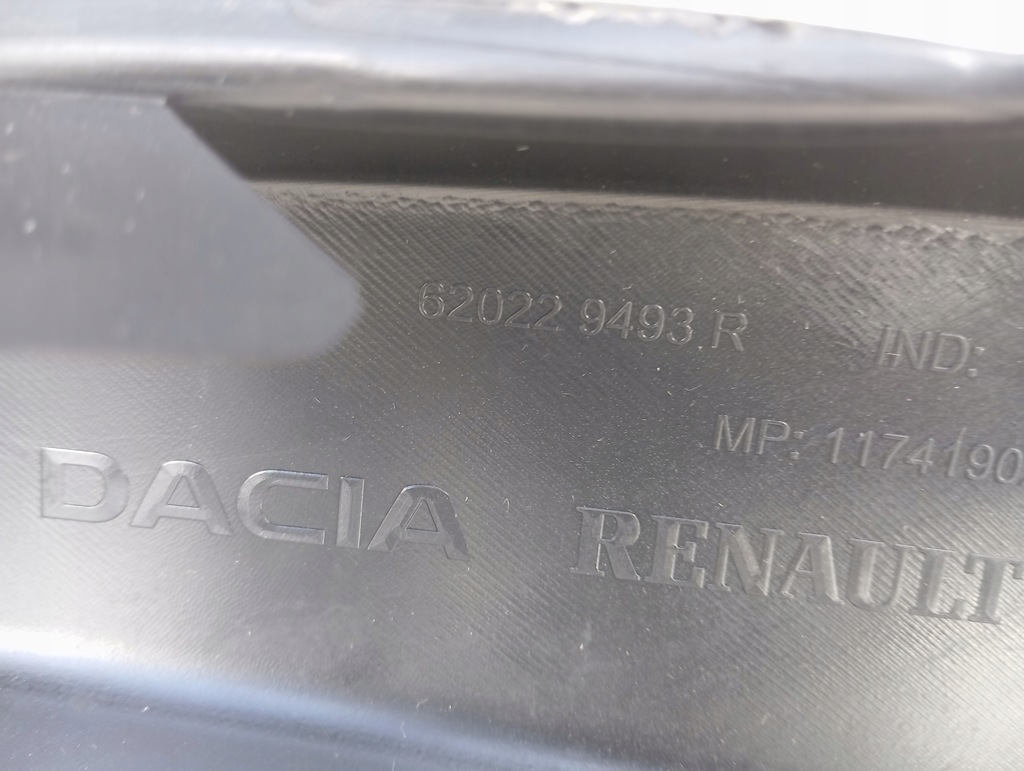 62022 9493 R IND:
MP: 1174190
DACIA RENAULT